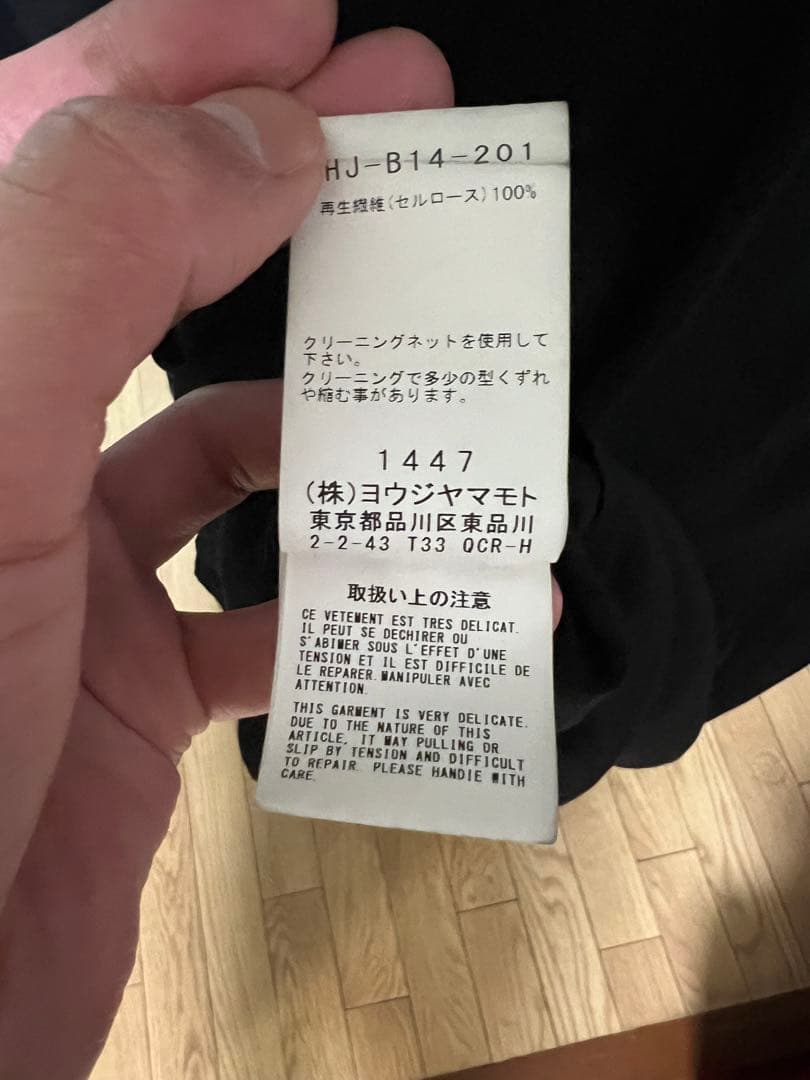 HJ-B14-201
再生繊維(セルロース)100%
クリーニングネットを使用して
下さい。
クリーニングで多少の型くずれ
や縮む事があります。
1447
(株)ヨウジヤマモト
東京都品川区東品川
2-2-43 T33 QCR-H
取扱い上の注意
CE VETEMENT EST TRES DELICAT.
IL PEUT SE DECHIRER OU
S'ABIMER SOUS L'EFFET D'UNE
TENSION ET IL EST DIFFICILE DE
LE REPARER. MANIPULER AVEC
ATTENTION.
THIS GARMENT IS VERY DELICATE.
DUE TO THE NATURE OF THIS
ARTICLE, IT MAY PULLING OR
SLIP BY TENSION AND DIFFICULT
TO REPAIR. PLEASE HANDIE WITH
CARE.